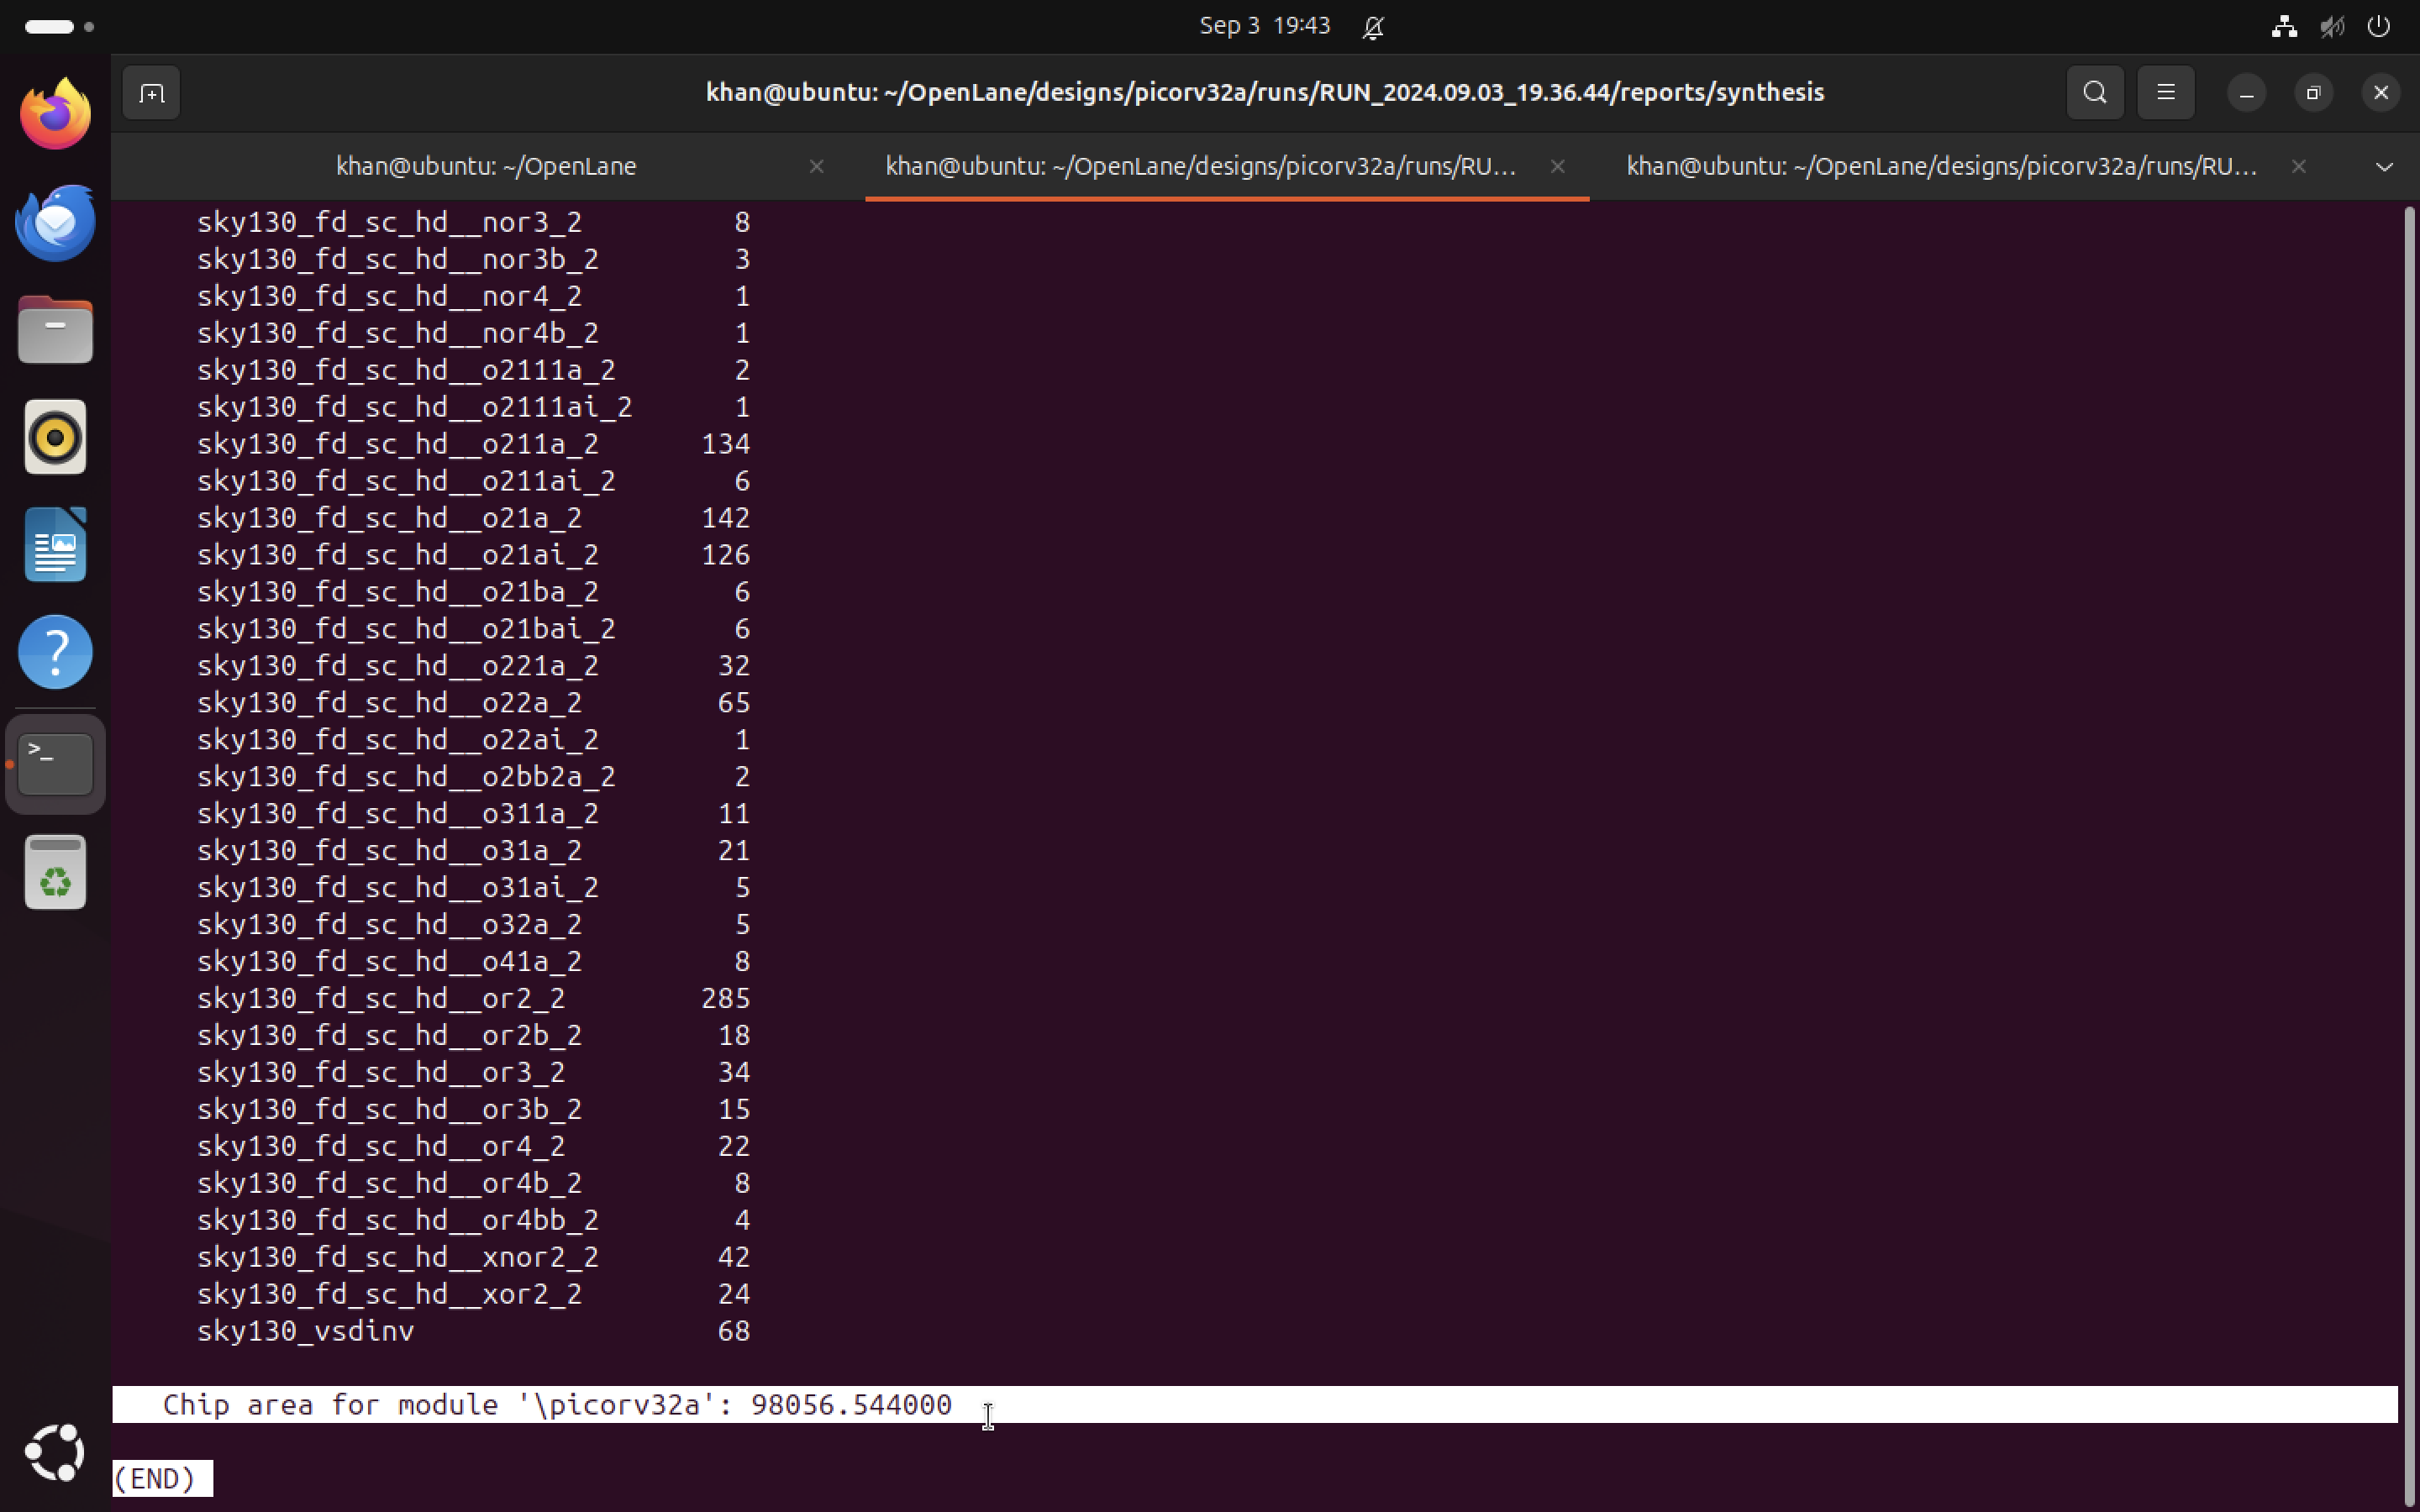 Sep 3 19:43
khan@ubuntu: ~/OpenLane/designs/picorv32a/runs/RUN_2024.09.03_19.36.44/reports/synthesis
khan@ubuntu: ~/OpenLane
khan@ubuntu: ~/OpenLane/designs/picorv32a/runs/RU...
khan@ubuntu: ~/OpenLane/designs/picorv32a/runs/RU...
sky130_fd_sc_hd__nor3_2 8
sky130_fd_sc_hd__nor3b_2 3
sky130_fd_sc_hd__nor4_2 1
sky130_fd_sc_hd__nor4b_2 1
sky130_fd_sc_hd__o2111a_2 2
sky130_fd_sc_hd__o2111ai_2 1
sky130_fd_sc_hd__o211a_2 134
sky130_fd_sc_hd__o211ai_2 6
sky130_fd_sc_hd__o21a_2 142
sky130_fd_sc_hd__o21ai_2 126
sky130_fd_sc_hd__o21ba_2 6
sky130_fd_sc_hd__o21bai_2 6
sky130_fd_sc_hd__o221a_2 32
sky130_fd_sc_hd__o22a_2 65
sky130_fd_sc_hd__o22ai_2 1
sky130_fd_sc_hd__o2bb2a_2 2
sky130_fd_sc_hd__o311a_2 11
sky130_fd_sc_hd__o31a_2 21
sky130_fd_sc_hd__o31ai_2 5
sky130_fd_sc_hd__o32a_2 5
sky130_fd_sc_hd__o41a_2 8
sky130_fd_sc_hd__or2_2 285
sky130_fd_sc_hd__or2b_2 18
sky130_fd_sc_hd__or3_2 34
sky130_fd_sc_hd__or3b_2 15
sky130_fd_sc_hd__or4_2 22
sky130_fd_sc_hd__or4b_2 8
sky130_fd_sc_hd__or4bb_2 4
sky130_fd_sc_hd__xnor2_2 42
sky130_fd_sc_hd__xor2_2 24
sky130_vsdinv 68
Chip area for module '\picorv32a': 98056.544000
(END)